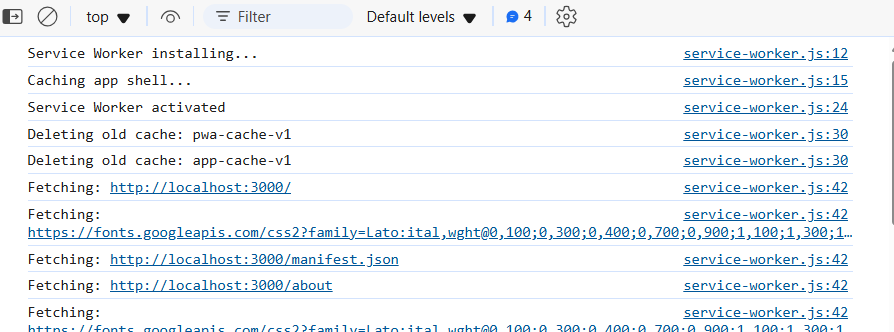 top Filter Default levels 4
Service Worker installing... service-worker.js:12
Caching app shell... service-worker.js:15
Service Worker activated service-worker.js:24
Deleting old cache: pwa-cache-v1 service-worker.js:30
Deleting old cache: app-cache-v1 service-worker.js:30
Fetching: http://localhost:3000/ service-worker.js:42
Fetching: service-worker.js:42
https://fonts.googleapis.com/css2?family=Lato:ital,wght@0,100;0,300;0,400;0,700;0,900;1,100;1,300;1…
Fetching: http://localhost:3000/manifest.json service-worker.js:42
Fetching: http://localhost:3000/about service-worker.js:42
Fetching: service-worker.js:42
https://fonts.googleapis.com/css2?family=Lato:ital,wght@0,100;0,300;0,400;0,700;0,900;1,100;1,300;1…